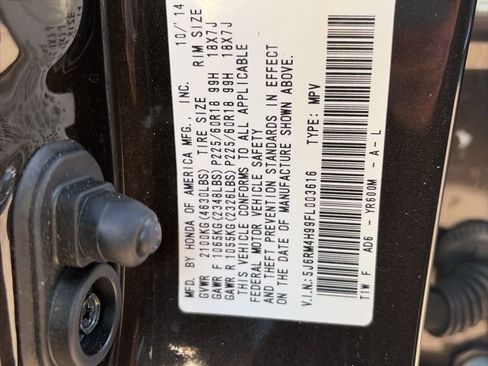 MFD. BY HONDA OF AMERICA MFG., INC. 10/14
GVWR 2100KG(4630LBS) TIRE SIZE RIM SIZE
GAWR F 1065KG(2348LBS)P225/60R18 99H 18X7J
GAWR R 1055KG(2326LBS)P225/60R18 99H 18X7J
THIS VEHICLE CONFORMS TO ALL APPLICABLE
FEDERAL MOTOR VEHICLE SAFETY
AND THEFT PREVENTION STANDARDS IN EFFECT
ON THE DATE OF MANUFACTURE SHOWN ABOVE.
V.I.N.:5J6RM4H99FL003616 TYPE: MPV
TIW F AD6 - YR600M - A - L